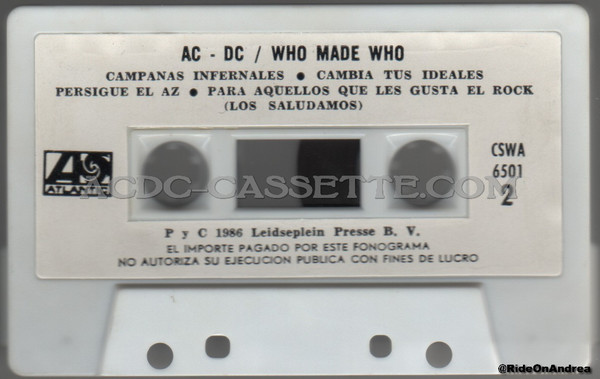 AC - DC / WHO MADE WHO
CAMPANAS INFERNALES ● CAMBIA TUS IDEALES
PERSIGUE EL AZ ● PARA AQUELLOS QUE LES GUSTA EL ROCK
(LOS SALUDAMOS)
ATLANTIC
ACDC-CASSETTE.COM
CSWA
6501
2
P y C 1986 Leidseplein Presse B. V.
EL IMPORTE PAGADO POR ESTE FONOGRAMA
NO AUTORIZA SU EJECUCION PUBLICA CON FINES DE LUCRO
@RideOnAndrea